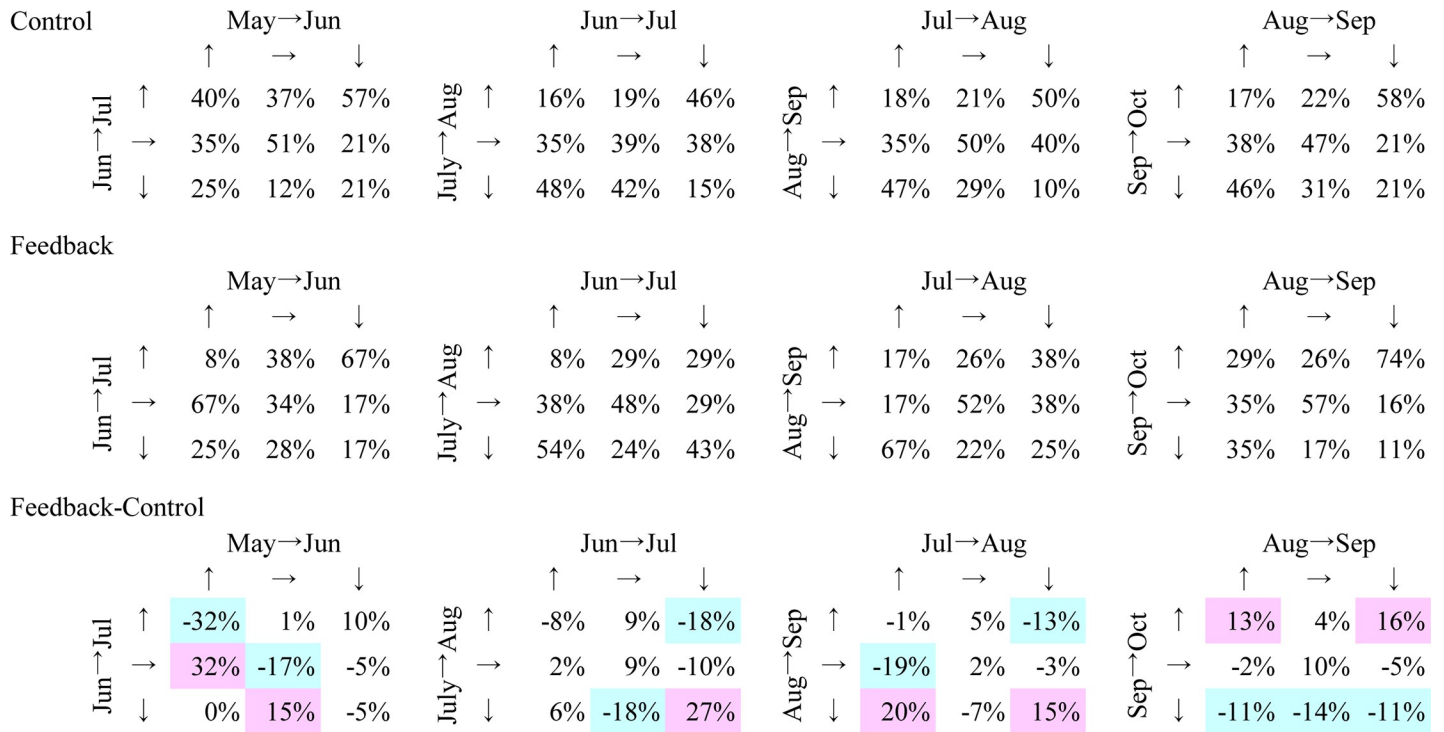 Control May→Jun Jun→Jul Jul→Aug Aug→Sep
↑ → ↓ ↑ → ↓ ↑ → ↓ ↑ → ↓
Jun→Jul July→Aug Aug→Sep Sep→Oct
↑ 40% 37% 57% ↑ 16% 19% 46% ↑ 18% 21% 50% ↑ 17% 22% 58%
→ 35% 51% 21% → 35% 39% 38% → 35% 50% 40% → 38% 47% 21%
↓ 25% 12% 21% ↓ 48% 42% 15% ↓ 47% 29% 10% ↓ 46% 31% 21%
Feedback
May→Jun Jun→Jul Jul→Aug Aug→Sep
↑ → ↓ ↑ → ↓ ↑ → ↓ ↑ → ↓
Jun→Jul July→Aug Aug→Sep Sep→Oct
↑ 8% 38% 67% ↑ 8% 29% 29% ↑ 17% 26% 38% ↑ 29% 26% 74%
→ 67% 34% 17% → 38% 48% 29% → 17% 52% 38% → 35% 57% 16%
↓ 25% 28% 17% ↓ 54% 24% 43% ↓ 67% 22% 25% ↓ 35% 17% 11%
Feedback-Control
May→Jun Jun→Jul Jul→Aug Aug→Sep
↑ → ↓ ↑ → ↓ ↑ → ↓ ↑ → ↓
Jun→Jul July→Aug Aug→Sep Sep→Oct
↑ -32% 1% 10% ↑ -8% 9% -18% ↑ -1% 5% -13% ↑ 13% 4% 16%
→ 32% -17% -5% → 2% 9% -10% → -19% 2% -3% → -2% 10% -5%
↓ 0% 15% -5% ↓ 6% -18% 27% ↓ 20% -7% 15% ↓ -11% -14% -11%